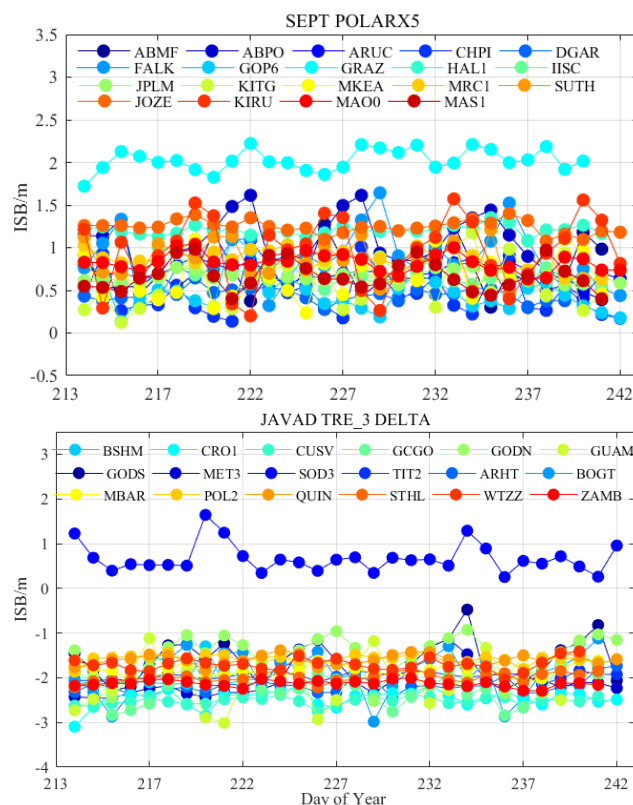 SEPT POLARX5
3.5
ABMF ABPO ARUC CHPI DGAR
3
FALK GOP6 GRAZ HAL1 IISC
JPLM KITG MKEA MRC1 SUTH
2.5
JOZE KIRU MAO0 MAS1
2
1.5
ISB/m
1
0.5
0
-0.5
213 217 222 227 232 237 242
JAVAD TRE_3 DELTA
3
BSHM CRO1 CUSV GCGO GODN GUAM
GODS MET3 SOD3 TIT2 ARHT BOGT
2
MBAR POL2 QUIN STHL WTZZ ZAMB
1
0
ISB/m
-1
-2
-3
-4
213 217 222 227 232 237 242
Day of Year